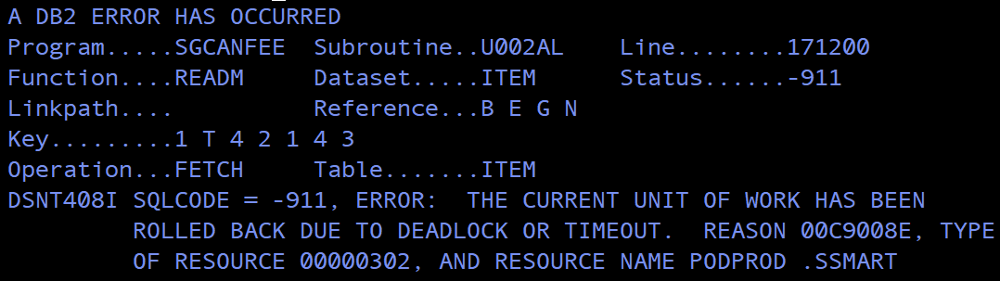 A DB2 ERROR HAS OCCURRED
Program.....SGCANFEE  Subroutine..U002AL    Line........171200
Function....READM     Dataset.....ITEM      Status......-911
Linkpath....          Reference...B E G N
Key.........1 T 4 2 1 4 3
Operation...FETCH     Table.......ITEM
DSNT408I SQLCODE = -911, ERROR:  THE CURRENT UNIT OF WORK HAS BEEN
         ROLLED BACK DUE TO DEADLOCK OR TIMEOUT.  REASON 00C9008E, TYPE
         OF RESOURCE 00000302, AND RESOURCE NAME PODPROD .SSMART